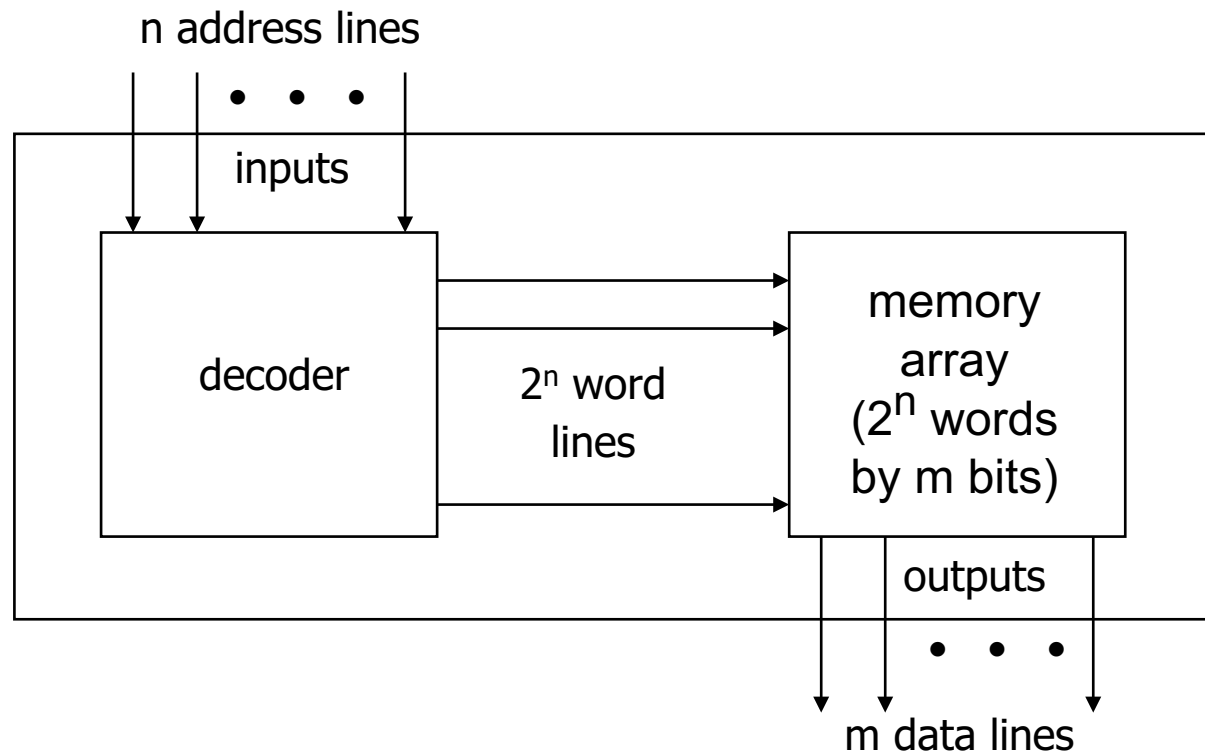 n address lines
inputs
decoder
2ⁿ word
lines
memory
array
(2ⁿ words
by m bits)
outputs
m data lines